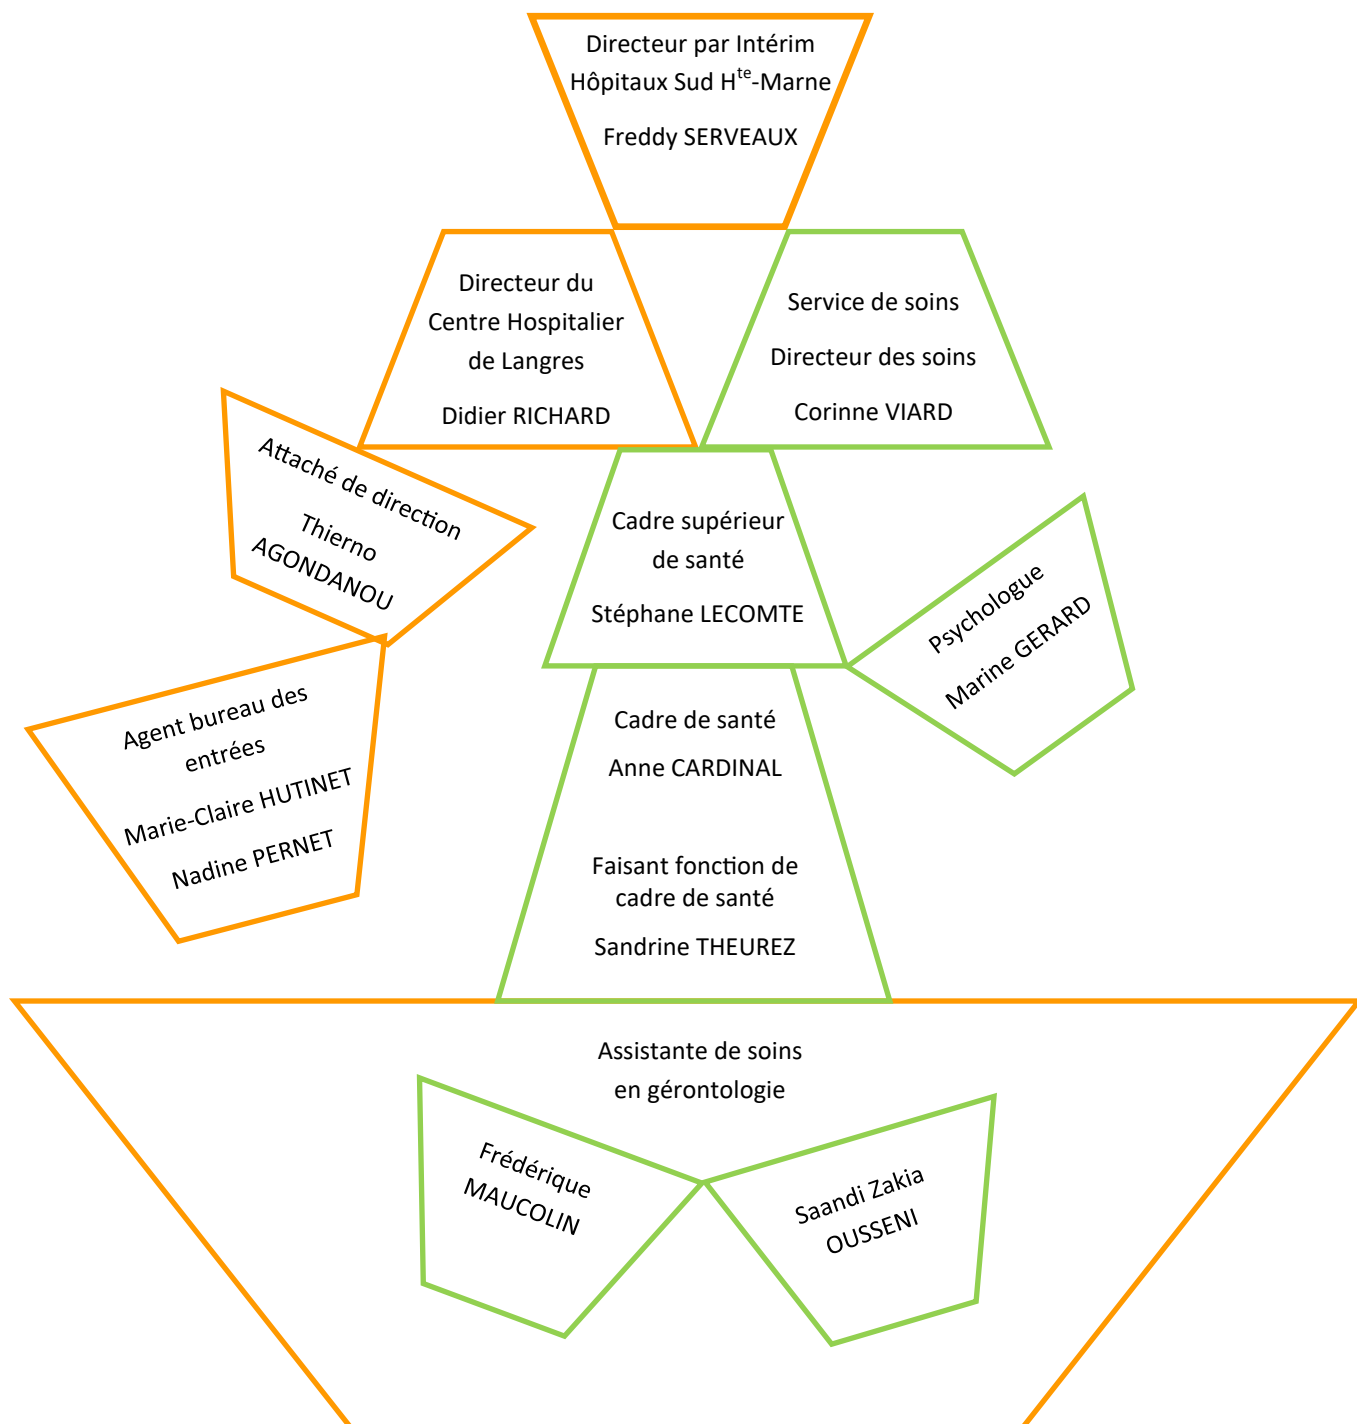 Directeur par Intérim
Hôpitaux Sud Hte-Marne
Freddy SERVEAUX
Directeur du
Centre Hospitalier
de Langres
Didier RICHARD
Service de soins
Directeur des soins
Corinne VIARD
Attaché de direction
Thierno
AGONDANOU
Cadre supérieur
de santé
Stéphane LECOMTE
Psychologue
Marine GERARD
Agent bureau des
entrées
Marie-Claire HUTINET
Nadine PERNET
Cadre de santé
Anne CARDINAL
Faisant fonction de
cadre de santé
Sandrine THEUREZ
Assistante de soins
en gérontologie
Frédérique
MAUCOLIN
Saandi Zakia
OUSSENI